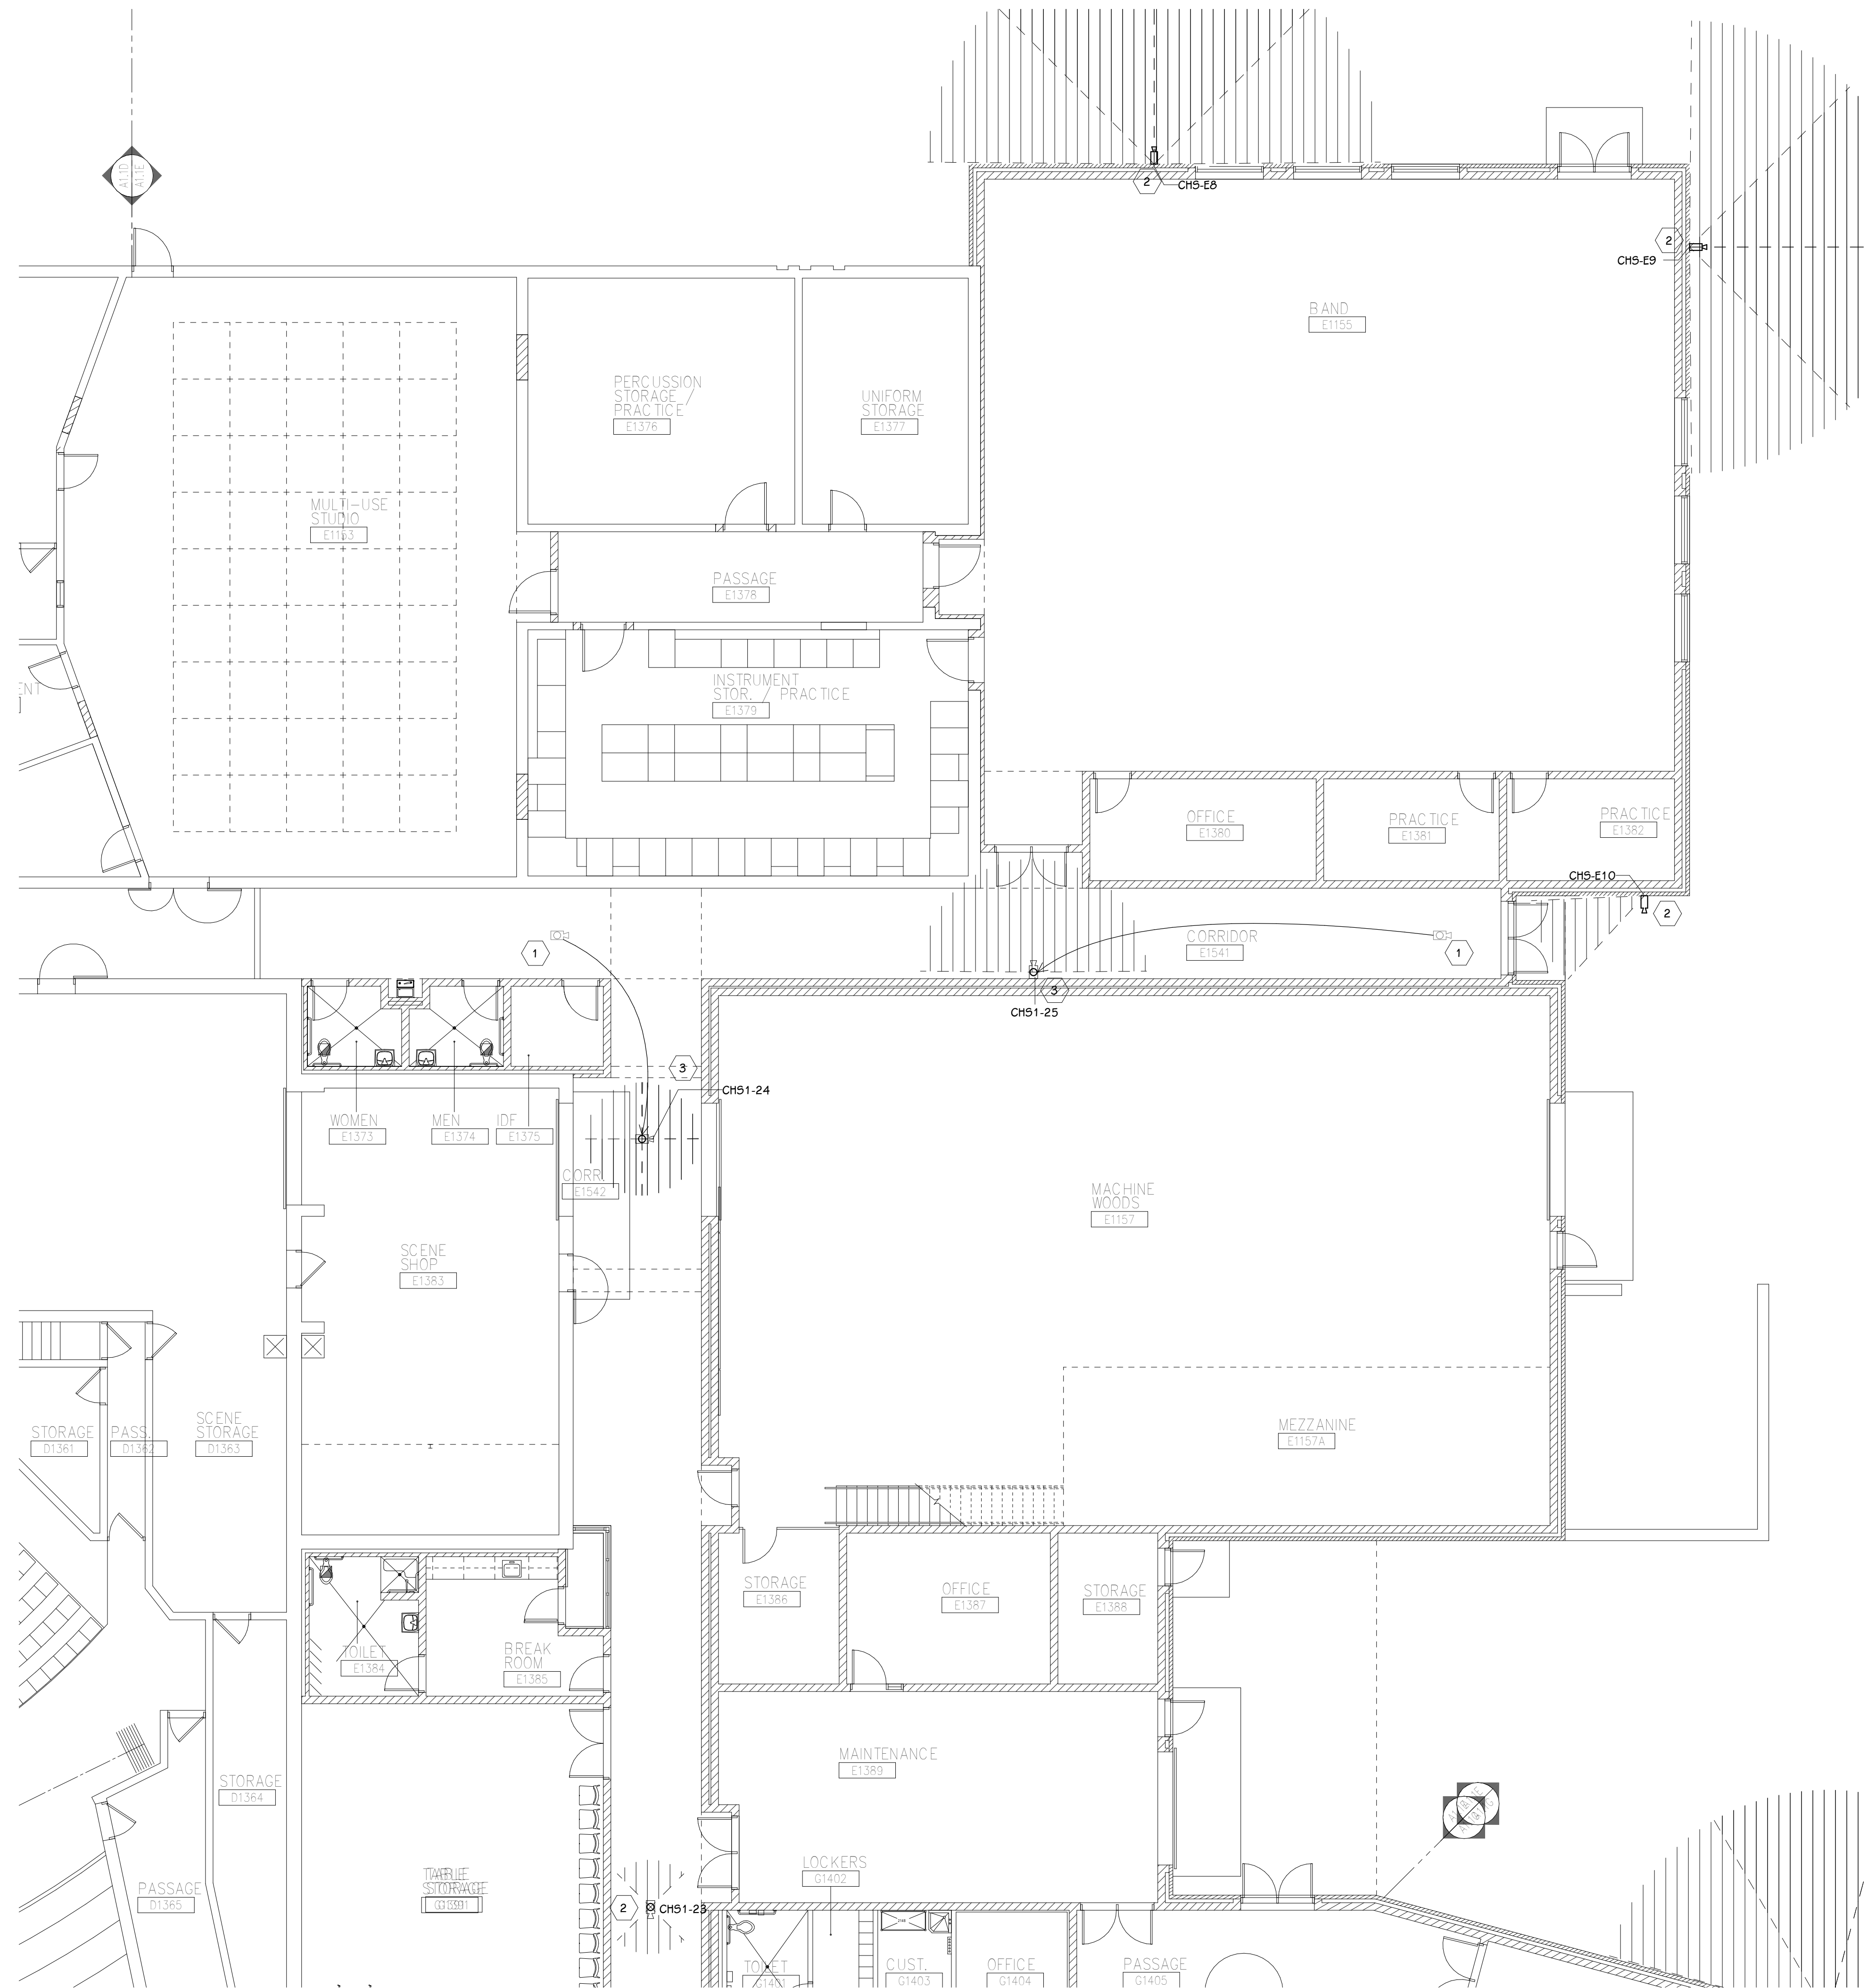 A1.1D
A1.1E
2
CHS-E8
2
CHS-E9
BAND
E1155
PERCUSSION
STORAGE /
PRACTICE
E1376
UNIFORM
STORAGE
E1377
MULTI-USE
STUDIO
E1153
PASSAGE
E1378
INSTRUMENT
STOR. / PRACTICE
E1379
OFFICE
E1380
PRACTICE
E1381
PRACTICE
E1382
CHS-E10
2
1
CORRIDOR
E1541
1
3
CHS1-25
3
CHS1-24
WOMEN
E1373
MEN
E1374
IDF
E1375
CORR.
E1542
MACHINE
WOODS
E1157
SCENE
SHOP
E1383
STORAGE
D1361
PASS.
D1362
SCENE
STORAGE
D1363
MEZZANINE
E1157A
STORAGE
E1386
OFFICE
E1387
STORAGE
E1388
TOILET
E1384
BREAK
ROOM
E1385
MAINTENANCE
E1389
STORAGE
D1364
LOCKERS
G1402
TABLE
STORAGE
PASSAGE
D1365
2
CHS1-23
TOILET
G1401
CUST.
G1403
OFFICE
G1404
PASSAGE
G1405